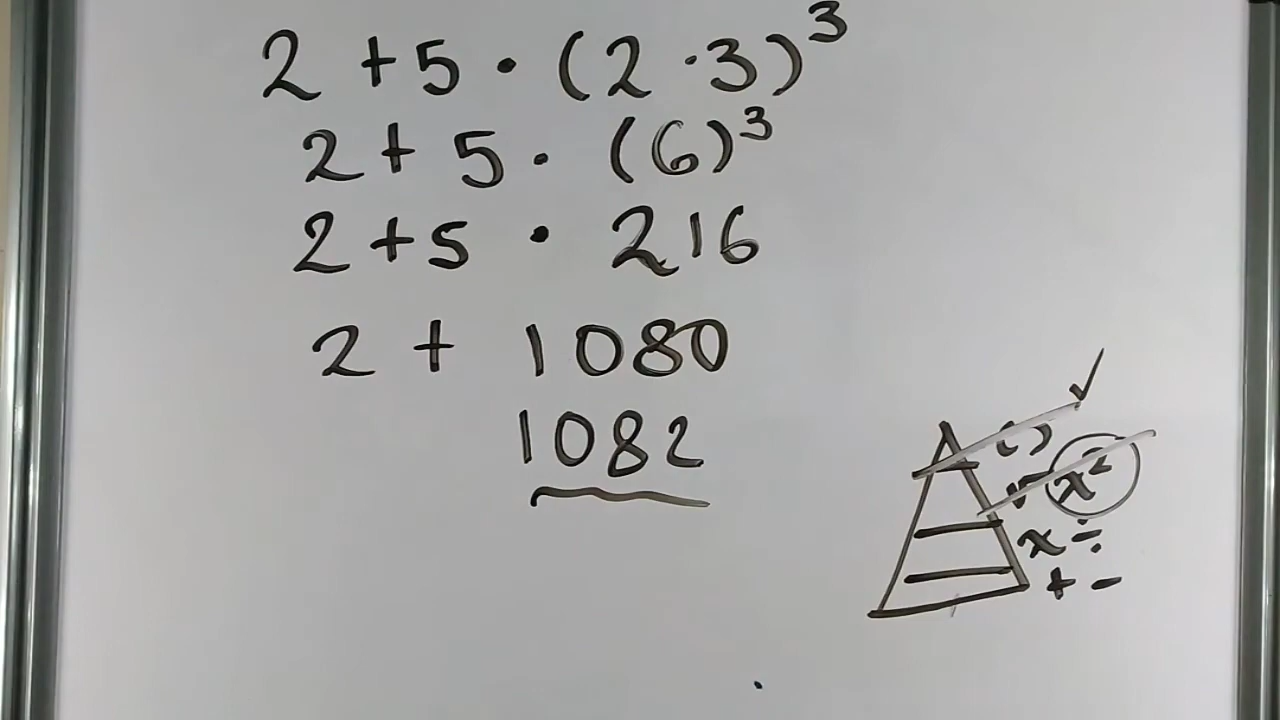 2 + 5 · (2 · 3)³
2 + 5 · (6)³
2 + 5 · 216
2 + 1080
1082
✓
( )
√ x²
x ÷
+ −